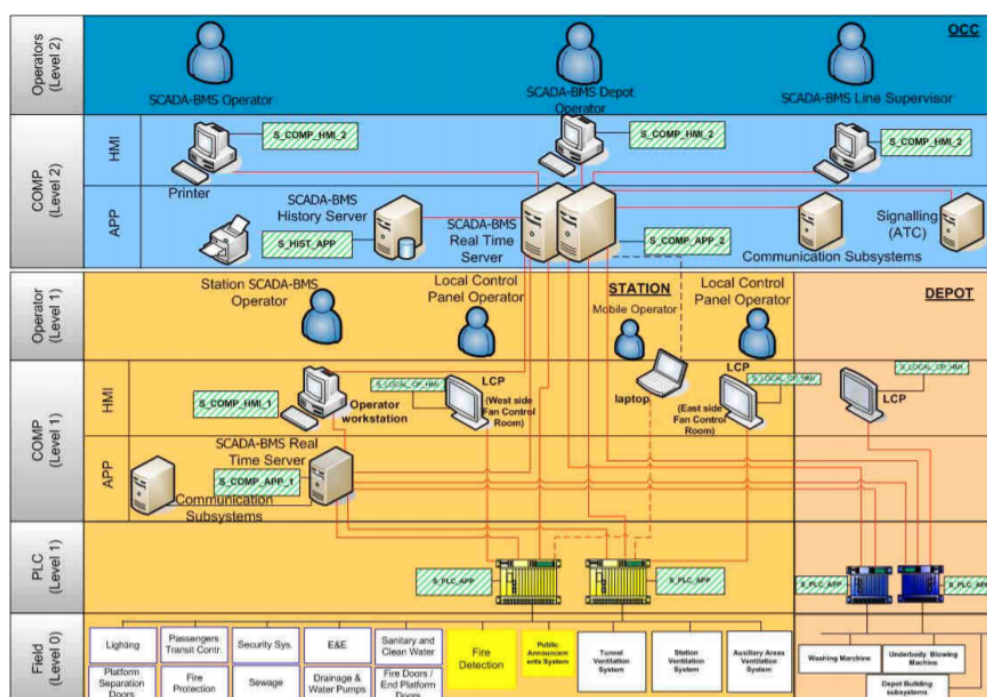 Operators
(Level 2)
OCC
SCADA-BMS Operator
SCADA-BMS Depot
Operator
SCADA-BMS Line Supervisor
COMP
(Level 2)
HMI
S_COMP_HMI_2
S_COMP_HMI_2
S_COMP_HMI_2
Printer
APP
SCADA-BMS
History Server
S_HIST_APP
SCADA-BMS
Real Time
Server
S_COMP_APP_2
Communication Subsystems
Signalling
(ATC)
Operator
(Level 1)
Station SCADA-BMS
Operator
Local Control
Panel Operator
STATION
Mobile Operator
Local Control
Panel Operator
DEPOT
COMP
(Level 1)
HMI
S_COMP_HMI_1
Operator
workstation
S_LOCAL_OP_HMI
LCP
(West side
Fan Control
Room)
laptop
LCP
S_LOCAL_OP_HMI
(East side
Fan Control
Room)
S_LOCAL_OP_HMI
LCP
APP
SCADA-BMS Real
Time Server
S_COMP_APP_1
Communication
Subsystems
PLC
(Level 1)
S_PLC_APP
S_PLC_APP
S_PLC_APP
S_PLC_APP
Field
(Level 0)
Lighting
Passengers
Transit Contr.
Security Sys.
E&E
Sanitary and
Clean Water
Fire
Detection
Public
Announcem
ents System
Tunnel
Ventilation
System
Station
Ventilation
System
Auxiliary Areas
Ventilation
System
Washing Marchine
Underbody Blowing
Machine
Platform
Separation
Doors
Fire
Protection
Sewage
Drainage &
Water Pumps
Fire Doors /
End Platform
Doors
Depot Building
subsystems